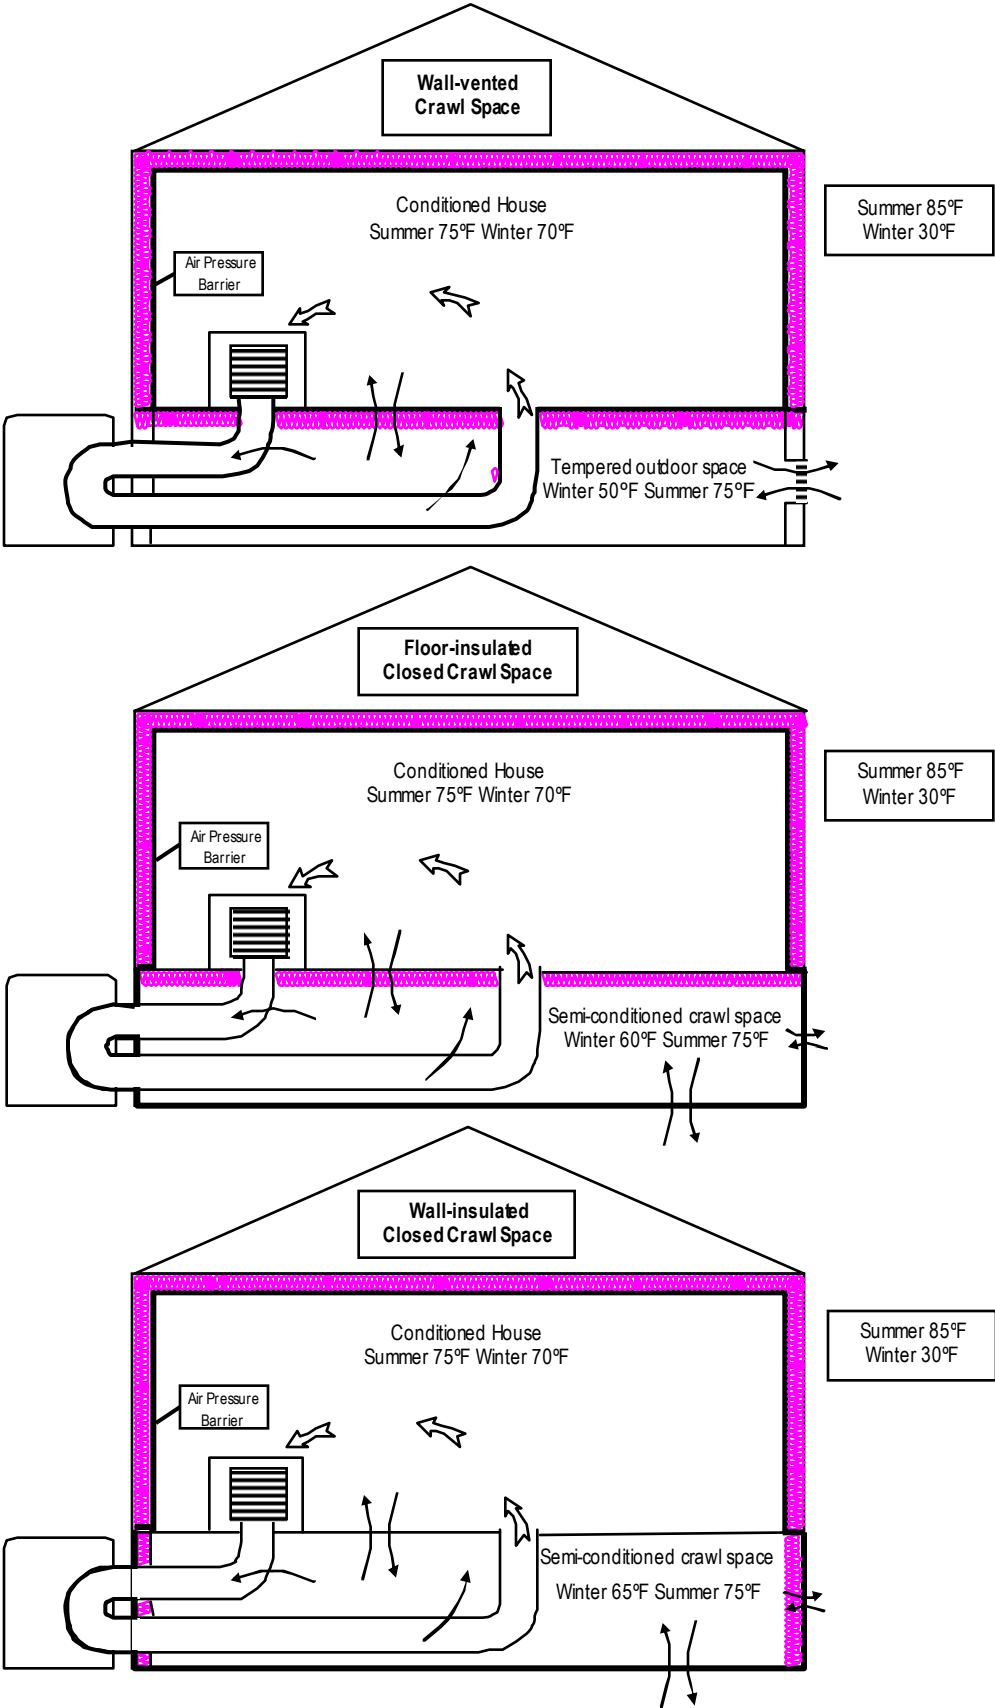 Wall-vented
Crawl Space
Conditioned House
Summer 75ºF Winter 70ºF
Summer 85ºF
Winter 30ºF
Air Pressure
Barrier
Tempered outdoor space
Winter 50ºF Summer 75ºF
Floor-insulated
Closed Crawl Space
Conditioned House
Summer 75ºF Winter 70ºF
Summer 85ºF
Winter 30ºF
Air Pressure
Barrier
Semi-conditioned crawl space
Winter 60ºF Summer 75ºF
Wall-insulated
Closed Crawl Space
Conditioned House
Summer 75ºF Winter 70ºF
Summer 85ºF
Winter 30ºF
Air Pressure
Barrier
Semi-conditioned crawl space
Winter 65ºF Summer 75ºF